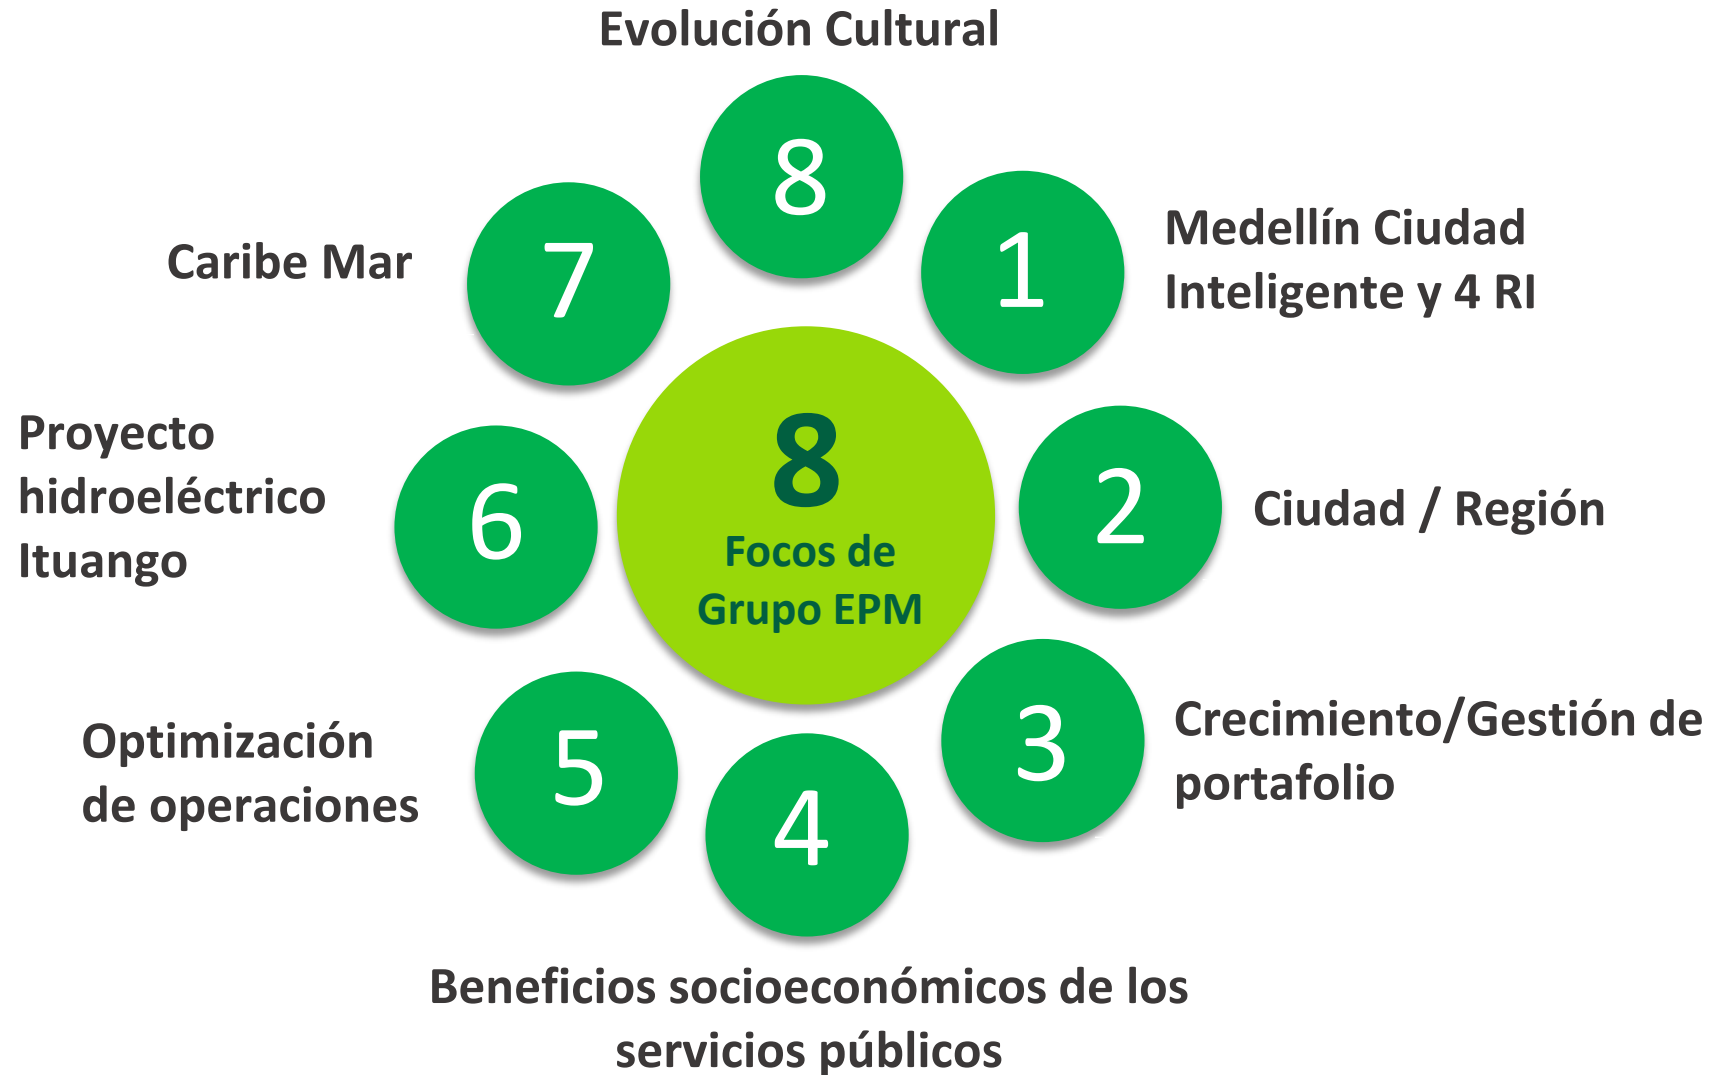 Evolución Cultural
8
1
Medellín Ciudad
Inteligente y 4 RI
7
Caribe Mar
2
Ciudad / Región
8
Focos de
Grupo EPM
6
Proyecto
hidroeléctrico
Ituango
3
Crecimiento/Gestión de
portafolio
5
Optimización
de operaciones
4
Beneficios socioeconómicos de los
servicios públicos